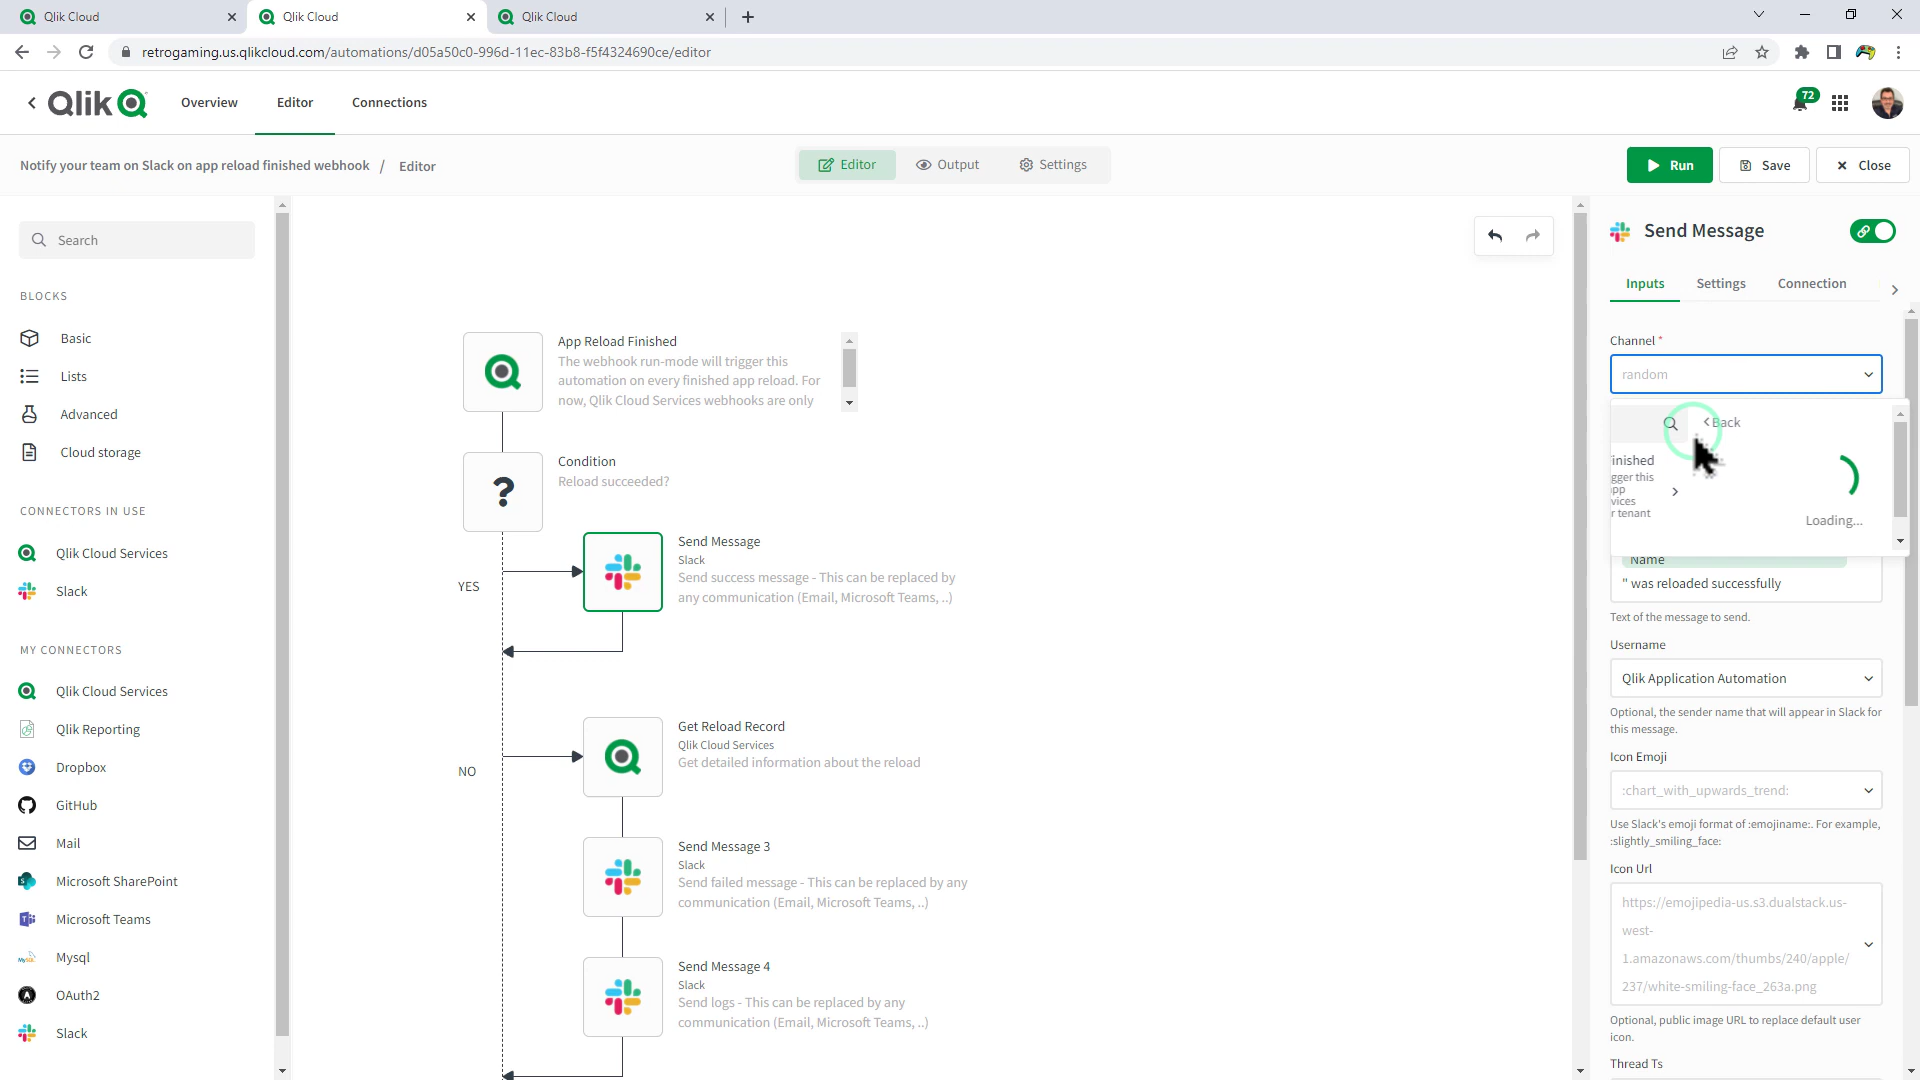 Qlik Cloud
Qlik Cloud
Qlik Cloud
retrogaming.us.qlikcloud.com/automations/d05a50c0-996d-11ec-83b8-f5f4324690ce/editor
Qlik
Overview
Editor
Connections
72
Notify your team on Slack on app reload finished webhook / Editor
Editor
Output
Settings
Run
Save
Close
Search
BLOCKS
Basic
Lists
Advanced
Cloud storage
CONNECTORS IN USE
Qlik Cloud Services
Slack
MY CONNECTORS
Qlik Cloud Services
Qlik Reporting
Dropbox
GitHub
Mail
Microsoft SharePoint
Microsoft Teams
Mysql
OAuth2
Slack
App Reload Finished
The webhook run-mode will trigger this
automation on every finished app reload. For
now, Qlik Cloud Services webhooks are only
?
Condition
Reload succeeded?
YES
Send Message
Slack
Send success message - This can be replaced by
any communication (Email, Microsoft Teams, ..)
NO
Get Reload Record
Qlik Cloud Services
Get detailed information about the reload
Send Message 3
Slack
Send failed message - This can be replaced by any
communication (Email, Microsoft Teams, ..)
Send Message 4
Slack
Send logs - This can be replaced by any
communication (Email, Microsoft Teams, ..)
Send Message
Inputs
Settings
Connection
Channel *
random
Back
inished
gger this
pp
vices
r tenant
Loading...
Name
" was reloaded successfully
Text of the message to send.
Username
Qlik Application Automation
Optional, the sender name that will appear in Slack for
this message.
Icon Emoji
:chart_with_upwards_trend:
Use Slack's emoji format of :emojiname:. For example,
:slightly_smiling_face:
Icon Url
https://emojipedia-us.s3.dualstack.us-
west-
1.amazonaws.com/thumbs/240/apple/
237/white-smiling-face_263a.png
Optional, public image URL to replace default user
icon.
Thread Ts